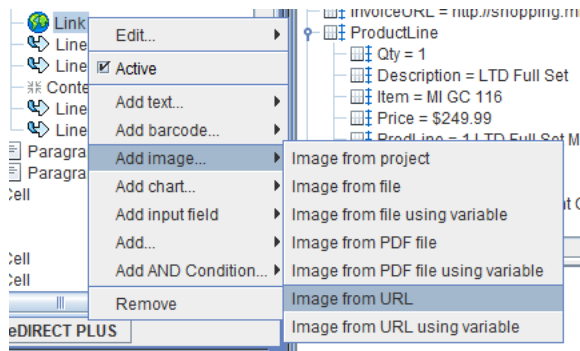 Link
Line
Line
Conte
Line
Line
Paragra
Paragra
Cell
Cell
Cell
eDIRECT PLUS
Edit...
Active
Add text...
Add barcode...
Add image...
Add chart...
Add input field
Add...
Add AND Condition...
Remove
Image from project
Image from file
Image from file using variable
Image from PDF file
Image from PDF file using variable
Image from URL
Image from URL using variable
InvoiceURL = http://shopping.m
ProductLine
Qty = 1
Description = LTD Full Set
Item = MI GC 116
Price = $249.99
ProdLine = 1 LTD Full Set M